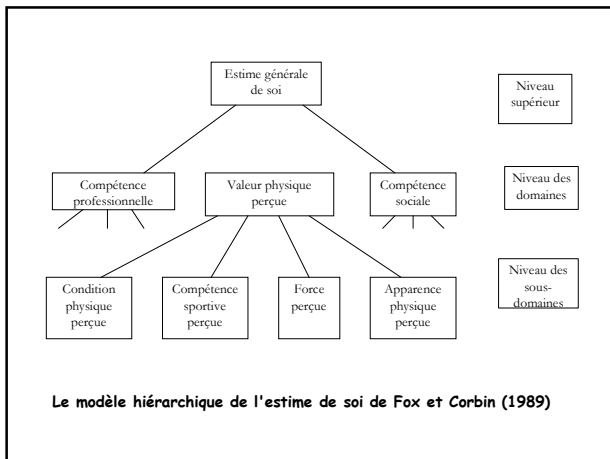 Estime générale
de soi
Niveau
supérieur
Compétence
professionnelle
Valeur physique
perçue
Compétence
sociale
Niveau des
domaines
Condition
physique
perçue
Compétence
sportive
perçue
Force
perçue
Apparence
physique
perçue
Niveau des
sous-
domaines
Le modèle hiérarchique de l'estime de soi de Fox et Corbin (1989)